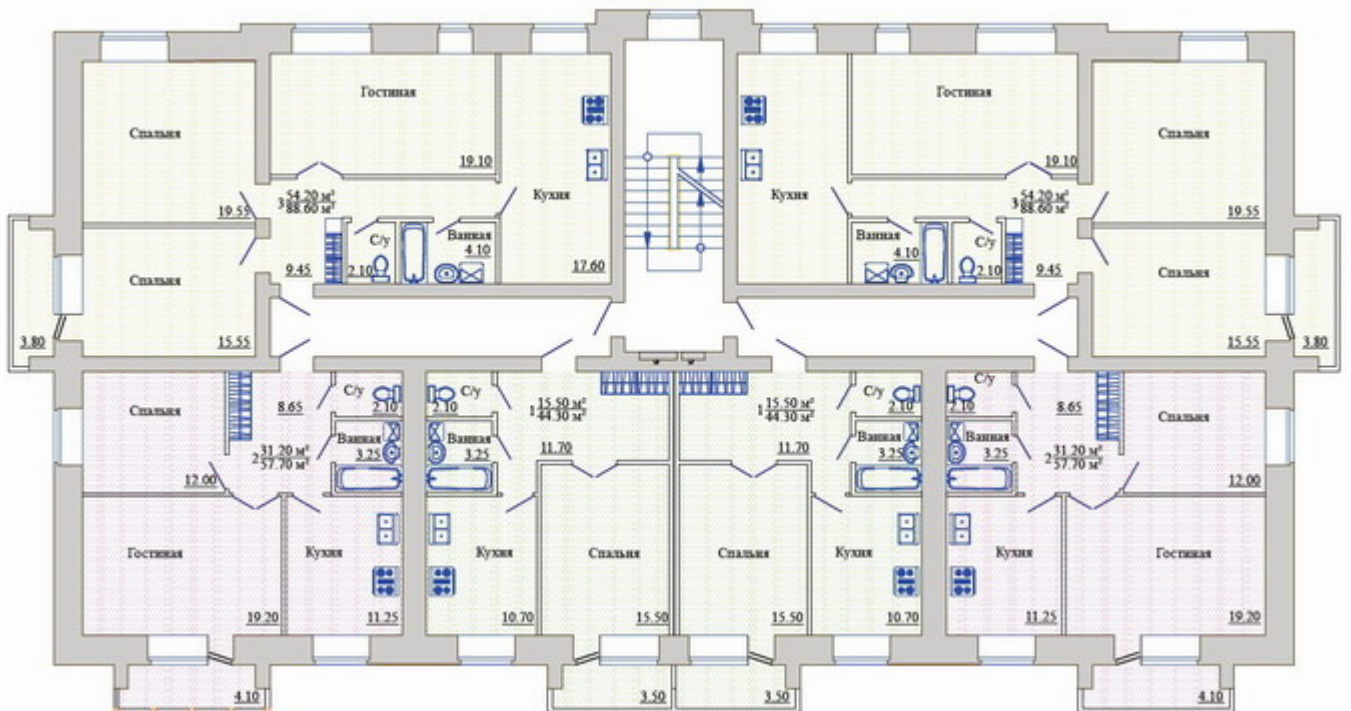 Гостиная
19.10
Спальня
19.55
3 54.20 м²
88.60 м²
Кухня
17.60
С/у
2.10
Ванная
4.10
9.45
Спальня
15.55
3.80
Гостиная
19.10
Спальня
19.55
3 54.20 м²
88.60 м²
Кухня
Ванная
4.10
С/у
2.10
9.45
Спальня
15.55
3.80
Спальня
12.00
8.65
С/у
2.10
Ванная
3.25
2 31.20 м²
57.70 м²
Гостиная
19.20
Кухня
11.25
4.10
С/у
2.10
Ванная
3.25
1 15.50 м²
44.30 м²
11.70
Кухня
10.70
Спальня
15.50
3.50
1 15.50 м²
44.30 м²
11.70
С/у
2.10
Ванная
3.25
Спальня
15.50
Кухня
10.70
3.50
С/у
2.10
Ванная
3.25
8.65
2 31.20 м²
57.70 м²
Спальня
12.00
Кухня
11.25
Гостиная
19.20
4.10